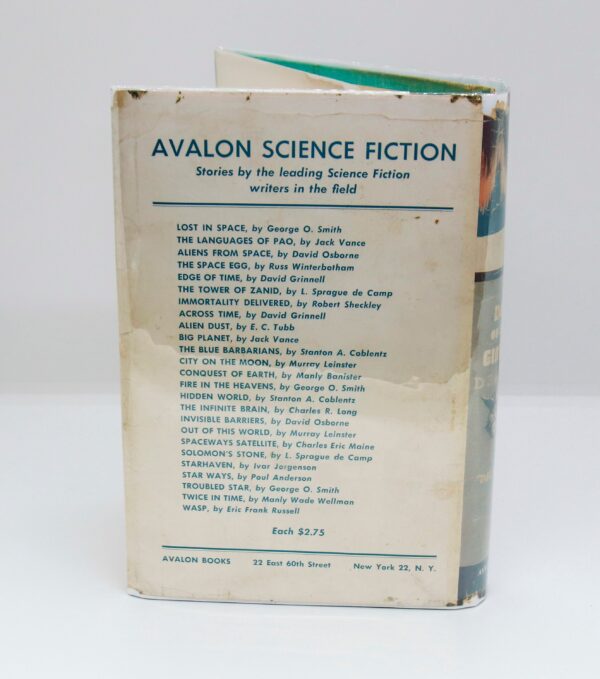 AVALON SCIENCE FICTION
Stories by the leading Science Fiction
writers in the field
LOST IN SPACE, by George O. Smith
THE LANGUAGES OF PAO, by Jack Vance
ALIENS FROM SPACE, by David Osborne
THE SPACE EGG, by Russ Winterbotham
EDGE OF TIME, by David Grinnell
THE TOWER OF ZANID, by L. Sprague de Camp
IMMORTALITY DELIVERED, by Robert Sheckley
ACROSS TIME, by David Grinnell
ALIEN DUST, by E. C. Tubb
BIG PLANET, by Jack Vance
THE BLUE BARBARIANS, by Stanton A. Coblentz
CITY ON THE MOON, by Murray Leinster
CONQUEST OF EARTH, by Manly Banister
FIRE IN THE HEAVENS, by George O. Smith
HIDDEN WORLD, by Stanton A. Coblentz
THE INFINITE BRAIN, by Charles R. Long
INVISIBLE BARRIERS, by David Osborne
OUT OF THIS WORLD, by Murray Leinster
SPACEWAYS SATELLITE, by Charles Eric Maine
SOLOMON'S STONE, by L. Sprague de Camp
STARHAVEN, by Ivar Jorgenson
STAR WAYS, by Poul Anderson
TROUBLED STAR, by George O. Smith
TWICE IN TIME, by Manly Wade Wellman
WASP, by Eric Frank Russell
Each $2.75
AVALON BOOKS 22 East 60th Street New York 22, N. Y.